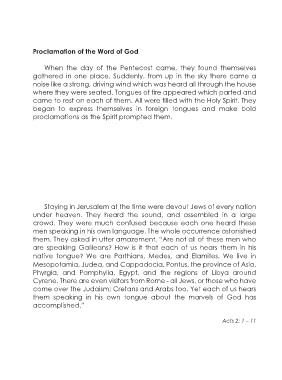 Proclamation of the Word of God
When the day of the Pentecost came, they found themselves
gathered in one place. Suddenly, from up in the sky there came a
noise like a strong, driving wind which was heard all through the house
where they were seated. Tongues of fire appeared which parted and
came to rest on each of them. All were filled with the Holy Spirit. They
began to express themselves in foreign tongues and make bold
proclamations as the Spirit prompted them.
Staying in Jerusalem at the time were devout Jews of every nation
under heaven. They heard the sound, and assembled in a large
crowd. They were much confused because each one heard these
men speaking in his own language. The whole occurrence astonished
them. They asked in utter amazement, "Are not all of these men who
are speaking Galileans? How is it that each of us hears them in his
native tongue? We are Parthians, Medes, and Elamites. We live in
Mesopotamia, Judea, and Cappadocia, Pontus, the province of Asia,
Phyrgia, and Pamphylia, Egypt, and the regions of Libya around
Cyrene. There are even visitors from Rome - all Jews, or those who have
come over the Judaism; Cretans and Arabs too. Yet each of us hears
them speaking in his own tongue about the marvels of God has
accomplished."
Acts 2: 1 – 11